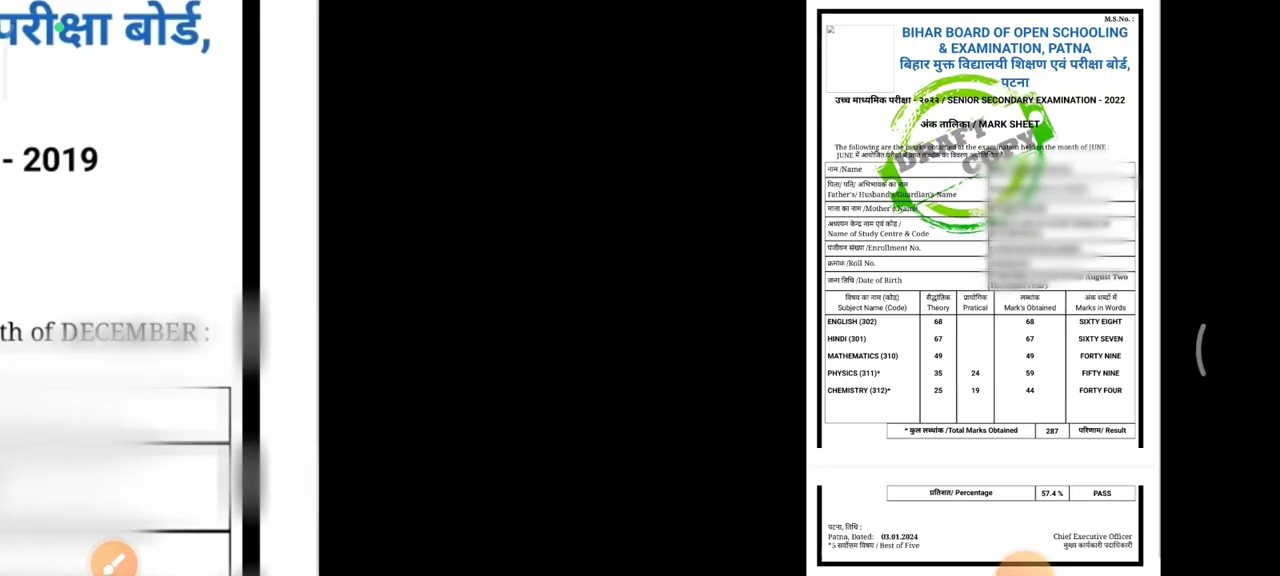 परीक्षा बोर्ड,
- 2019
th of DECEMBER :
M.S.No. :
BIHAR BOARD OF OPEN SCHOOLING
& EXAMINATION, PATNA
बिहार मुक्त विद्यालयी शिक्षण एवं परीक्षा बोर्ड,
पटना
उच्च माध्यमिक परीक्षा - २०२२ / SENIOR SECONDARY EXAMINATION - 2022
अंक तालिका / MARK SHEET
DRAFT
COPY
The following are the marks obtained at the examination held in the month of JUNE :
नाम /Name
पिता/ पति/ अभिभावक का नाम
Father's/ Husband's/Guardian's Name
माता का नाम /Mother's Name
अध्ययन केन्द्र नाम एवं कोड /
Name of Study Centre & Code
पंजीयन संख्या /Enrollment No.
क्रमांक /Roll No.
जन्म तिथि /Date of Birth
August Two
विषय का नाम (कोड) सैद्धांतिक प्रायोगिक लब्धांक अंक शब्दों में
Subject Name (Code) Theory Pratical Mark's Obtained Marks in Words
ENGLISH (302) 68 68 SIXTY EIGHT
HINDI (301) 67 67 SIXTY SEVEN
MATHEMATICS (310) 49 49 FORTY NINE
PHYSICS (311)* 35 24 59 FIFTY NINE
CHEMISTRY (312)* 25 19 44 FORTY FOUR
* कुल लब्धांक /Total Marks Obtained 287 परिणाम/ Result
प्रतिशत/ Percentage 57.4 % PASS
पटना, तिथि :
Patna, Dated: 03.01.2024 Chief Executive Officer
*5 सर्वोत्तम विषय / Best of Five मुख्य कार्यकारी पदाधिकारी